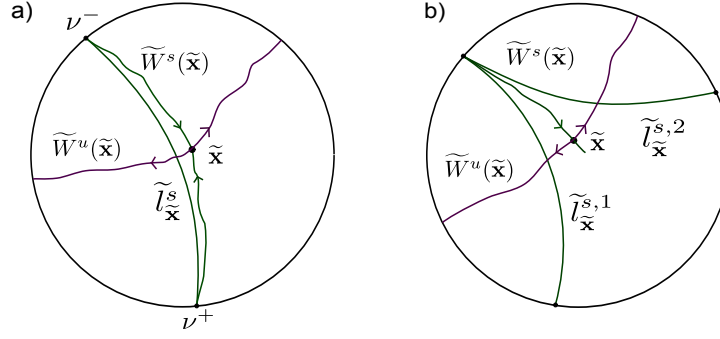 a)
ν⁻
W̃ˢ(x̃)
W̃ᵘ(x̃)
x̃
l̃ˢ_x̃
ν⁺
b)
W̃ˢ(x̃)
x̃
l̃ˢ,²_x̃
W̃ᵘ(x̃)
l̃ˢ,¹_x̃